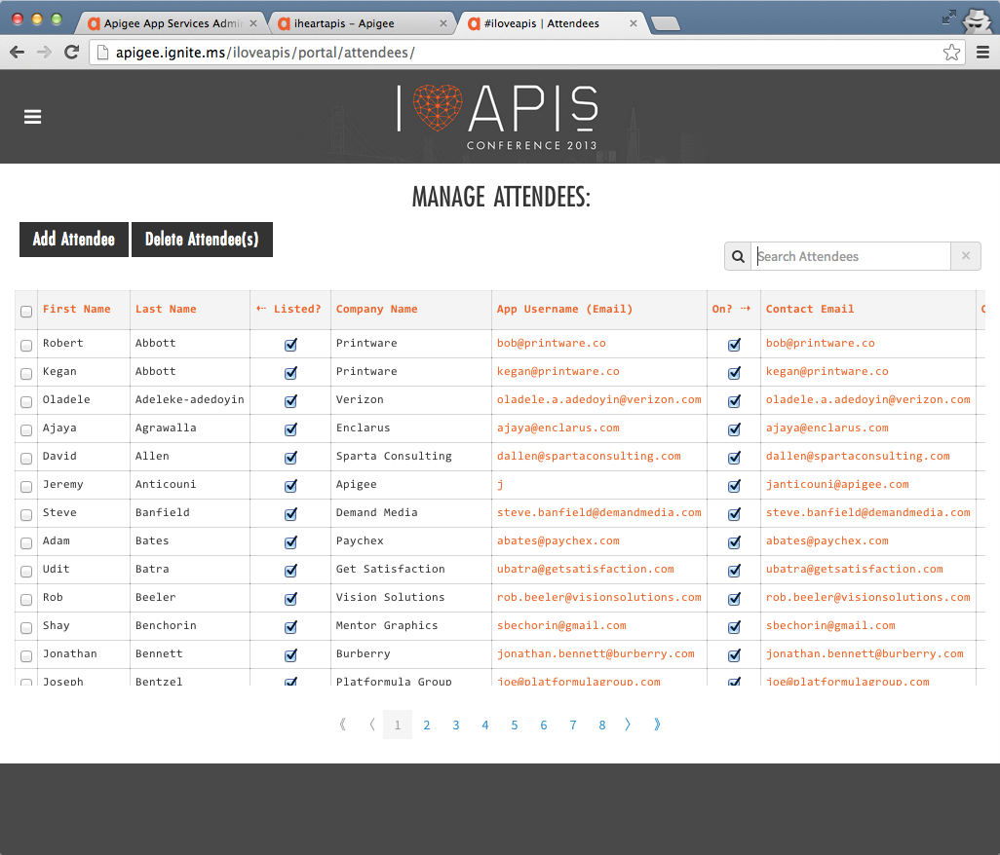 Apigee App Services Admi
iheartapis – Apigee
#iloveapis | Attendees
apigee.ignite.ms/iloveapis/portal/attendees/
I APIS
CONFERENCE 2013
MANAGE ATTENDEES:
Add Attendee Delete Attendee(s)
Search Attendees
First Name Last Name ⇠ Listed? Company Name App Username (Email) On? ⇢ Contact Email
Robert Abbott Printware bob@printware.co bob@printware.co
Kegan Abbott Printware kegan@printware.co kegan@printware.co
Oladele Adeleke-adedoyin Verizon oladele.a.adedoyin@verizon.com oladele.a.adedoyin@verizon.com
Ajaya Agrawalla Enclarus ajaya@enclarus.com ajaya@enclarus.com
David Allen Sparta Consulting dallen@spartaconsulting.com dallen@spartaconsulting.com
Jeremy Anticouni Apigee j janticouni@apigee.com
Steve Banfield Demand Media steve.banfield@demandmedia.com steve.banfield@demandmedia.com
Adam Bates Paychex abates@paychex.com abates@paychex.com
Udit Batra Get Satisfaction ubatra@getsatisfaction.com ubatra@getsatisfaction.com
Rob Beeler Vision Solutions rob.beeler@visionsolutions.com rob.beeler@visionsolutions.com
Shay Benchorin Mentor Graphics sbechorin@gmail.com sbechorin@gmail.com
Jonathan Bennett Burberry jonathan.bennett@burberry.com jonathan.bennett@burberry.com
Joseph Bentzel Platformula Group joe@platformulagroup.com joe@platformulagroup.com
《 〈 1 2 3 4 5 6 7 8 〉 》